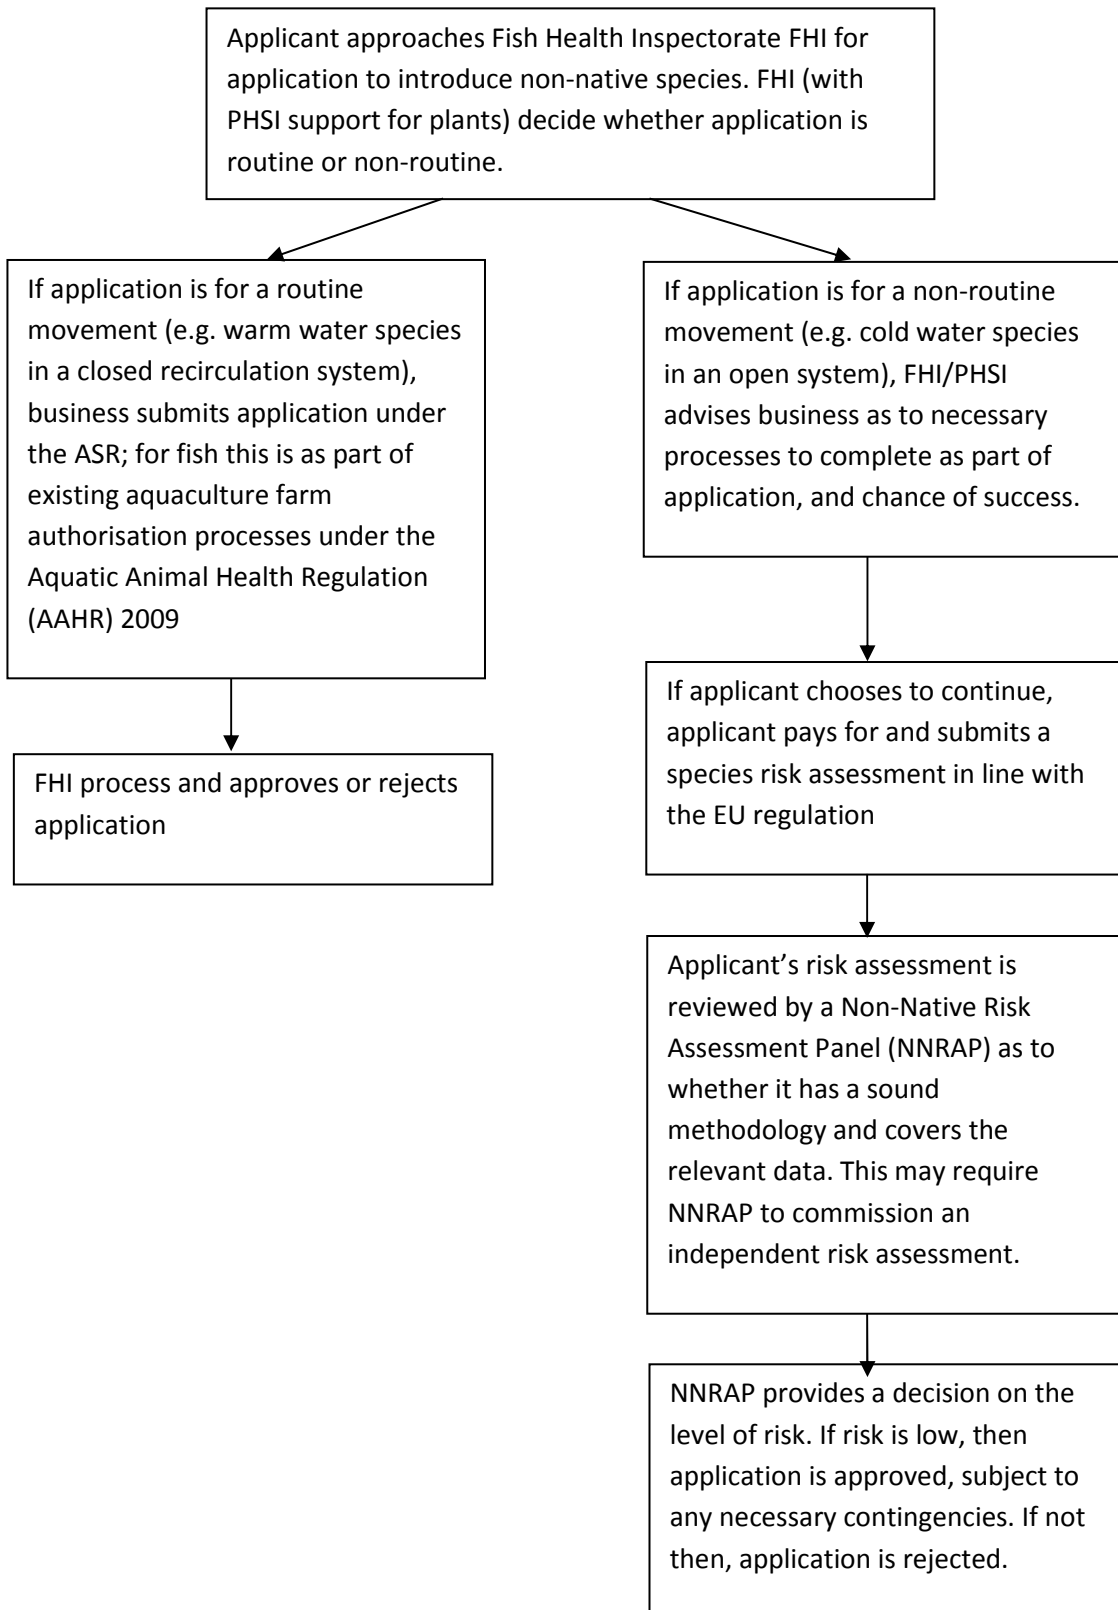 Applicant approaches Fish Health Inspectorate FHI for
application to introduce non-native species. FHI (with
PHSI support for plants) decide whether application is
routine or non-routine.
If application is for a routine
movement (e.g. warm water species
in a closed recirculation system),
business submits application under
the ASR; for fish this is as part of
existing aquaculture farm
authorisation processes under the
Aquatic Animal Health Regulation
(AAHR) 2009
FHI process and approves or rejects
application
If application is for a non-routine
movement (e.g. cold water species
in an open system), FHI/PHSI
advises business as to necessary
processes to complete as part of
application, and chance of success.
If applicant chooses to continue,
applicant pays for and submits a
species risk assessment in line with
the EU regulation
Applicant’s risk assessment is
reviewed by a Non-Native Risk
Assessment Panel (NNRAP) as to
whether it has a sound
methodology and covers the
relevant data. This may require
NNRAP to commission an
independent risk assessment.
NNRAP provides a decision on the
level of risk. If risk is low, then
application is approved, subject to
any necessary contingencies. If not
then, application is rejected.